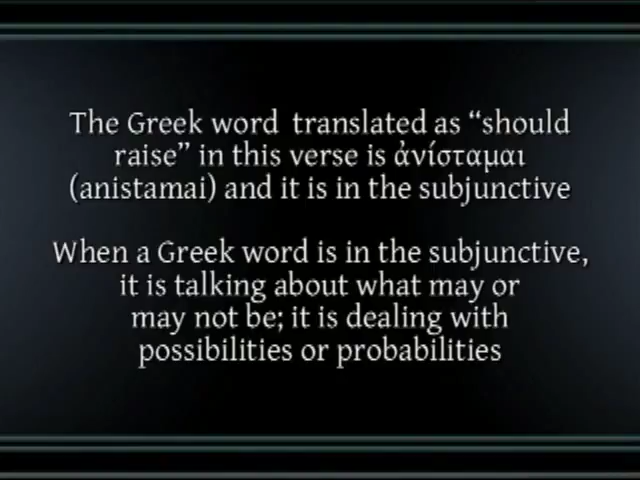 The Greek word  translated as “should
raise” in this verse is ἀνίσταμαι
(anistamai) and it is in the subjunctive
When a Greek word is in the subjunctive,
it is talking about what may or
may not be; it is dealing with
possibilities or probabilities